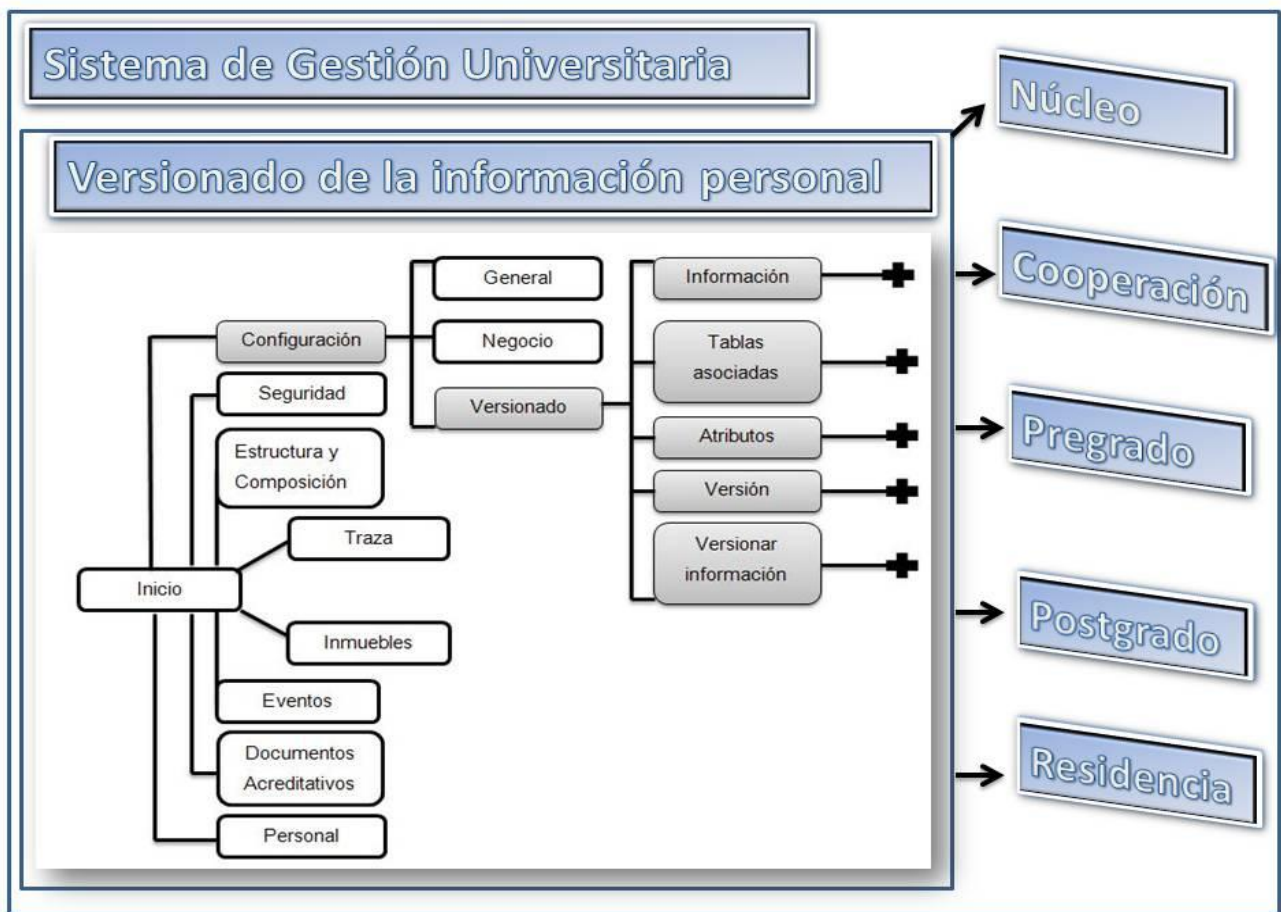 Sistema de Gestión Universitaria
Versionado de la información personal
Núcleo
Cooperación
Pregrado
Postgrado
Residencia
Inicio
Configuración
Seguridad
Estructura y
Composición
Traza
Inmuebles
Eventos
Documentos
Acreditativos
Personal
General
Negocio
Versionado
Información
Tablas
asociadas
Atributos
Versión
Versionar
información